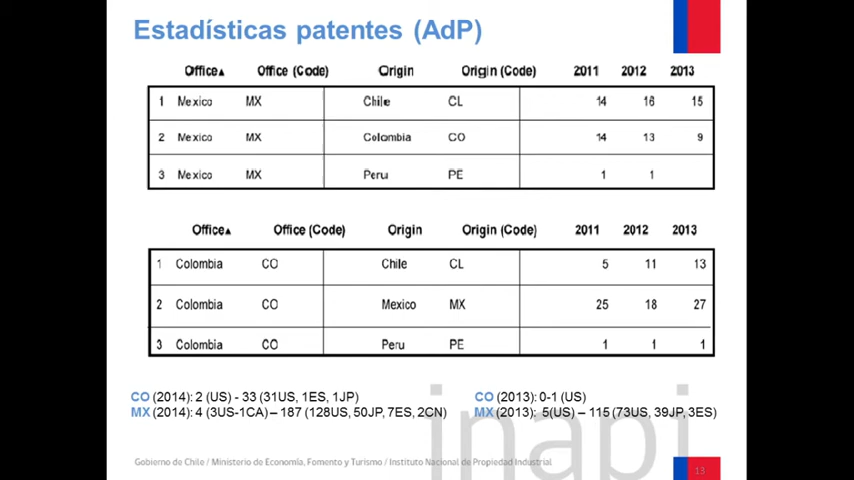 Estadísticas patentes (AdP)
Office▲ Office (Code) Origin Origin (Code) 2011 2012 2013
1 Mexico MX Chile CL 14 16 15
2 Mexico MX Colombia CO 14 13 9
3 Mexico MX Peru PE 1 1
Office▲ Office (Code) Origin Origin (Code) 2011 2012 2013
1 Colombia CO Chile CL 5 11 13
2 Colombia CO Mexico MX 25 18 27
3 Colombia CO Peru PE 1 1 1
CO (2014): 2 (US) - 33 (31US, 1ES, 1JP) CO (2013): 0-1 (US)
MX (2014): 4 (3US-1CA) – 187 (128US, 50JP, 7ES, 2CN) MX (2013): 5(US) – 115 (73US, 39JP, 3ES)
inapi
Gobierno de Chile / Ministerio de Economía, Fomento y Turismo / Instituto Nacional de Propiedad Industrial
13